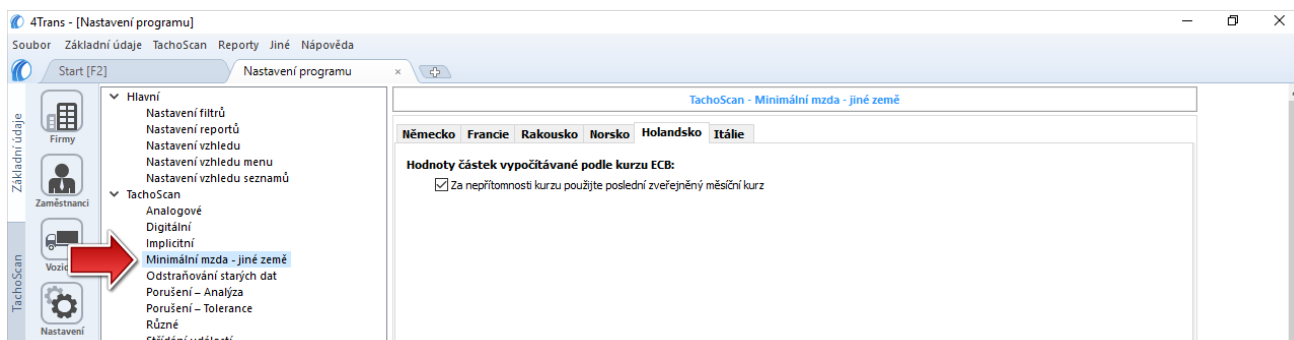 4Trans - [Nastavení programu]
Soubor Základní údaje TachoScan Reporty Jiné Nápověda
Start [F2] Nastavení programu
Základní údaje
TachoScan
Firmy
Zaměstnanci
Nastavení
Hlavní
Nastavení filtrů
Nastavení reportů
Nastavení vzhledu
Nastavení vzhledu menu
Nastavení vzhledu seznamů
TachoScan
Analogové
Digitální
Implicitní
Minimální mzda - jiné země
Odstraňování starých dat
Porušení – Analýza
Porušení – Tolerance
Různé
TachoScan - Minimální mzda - jiné země
Německo Francie Rakousko Norsko Holandsko Itálie
Hodnoty částek vypočítávané podle kurzu ECB:
Za nepřítomnosti kurzu použijte poslední zveřejněný měsíční kurz